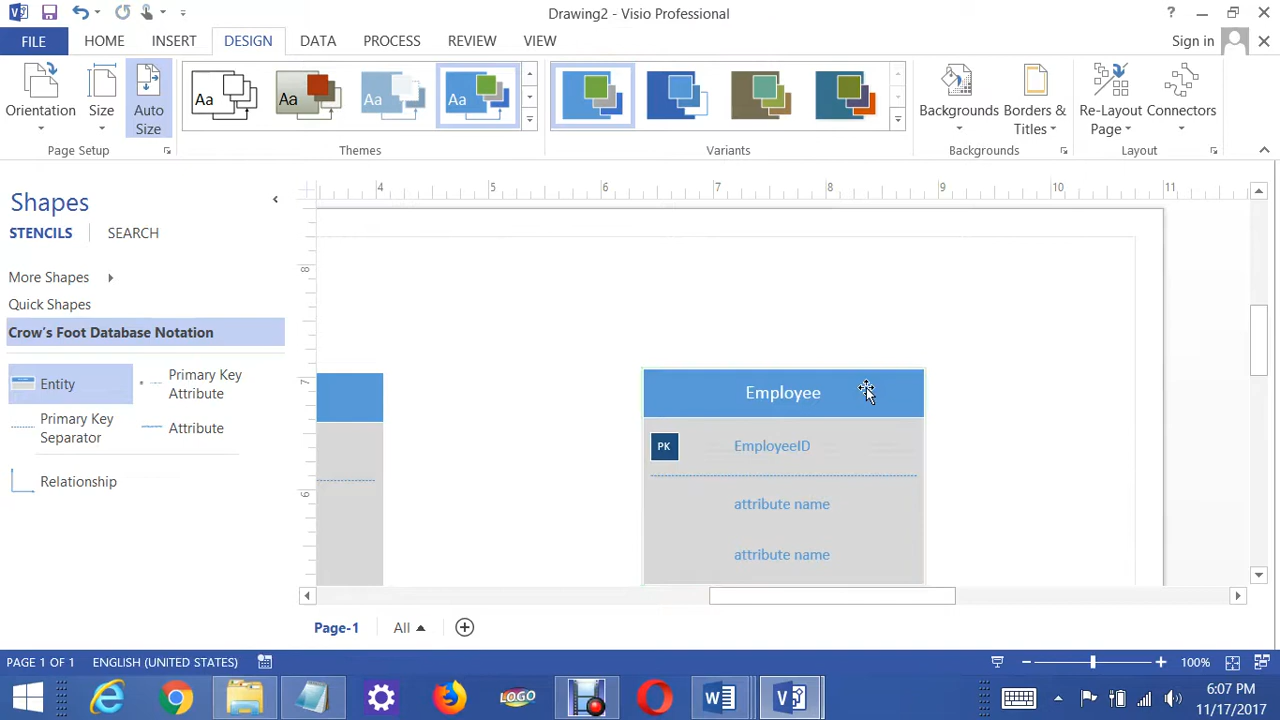 Drawing2 - Visio Professional
?
FILE
HOME
INSERT
DESIGN
DATA
PROCESS
REVIEW
VIEW
Sign in
Orientation
Size
Auto
Size
Page Setup
Aa
Aa
Aa
Aa
Themes
Variants
Backgrounds
Borders &
Titles
Backgrounds
Re-Layout
Page
Connectors
Layout
Shapes
STENCILS
SEARCH
More Shapes
Quick Shapes
Crow's Foot Database Notation
Entity
Primary Key
Attribute
Primary Key
Separator
Attribute
Relationship
4
5
6
7
8
9
10
11
8
7
6
Employee
PK
EmployeeID
attribute name
attribute name
Page-1
All
PAGE 1 OF 1
ENGLISH (UNITED STATES)
100%
LOGO
6:07 PM
11/17/2017